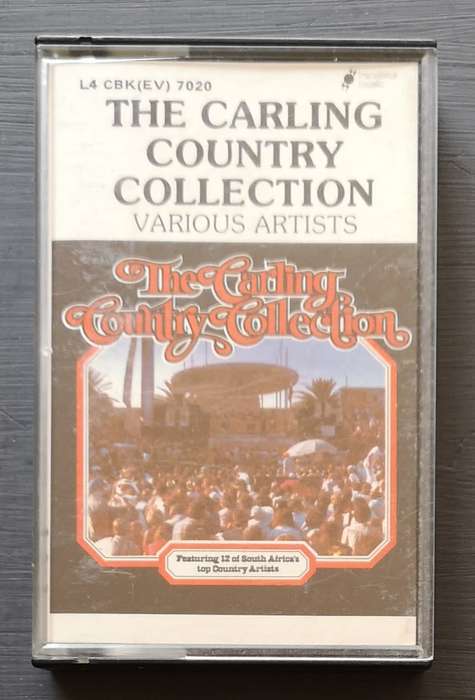 L4 CBK(EV) 7020
THE CARLING
COUNTRY
COLLECTION
VARIOUS ARTISTS
The Carling
Country Collection
Featuring 12 of South Africa's
top Country Artists